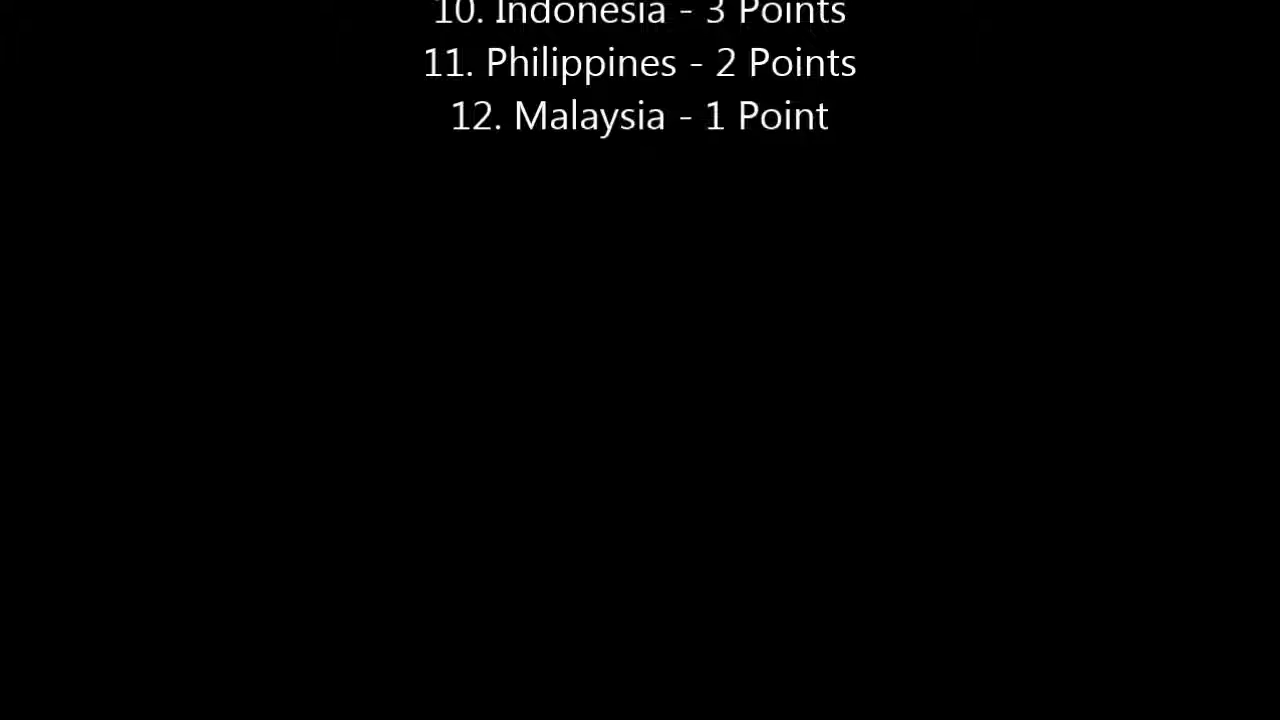 10. Indonesia - 3 Points
11. Philippines - 2 Points
12. Malaysia - 1 Point